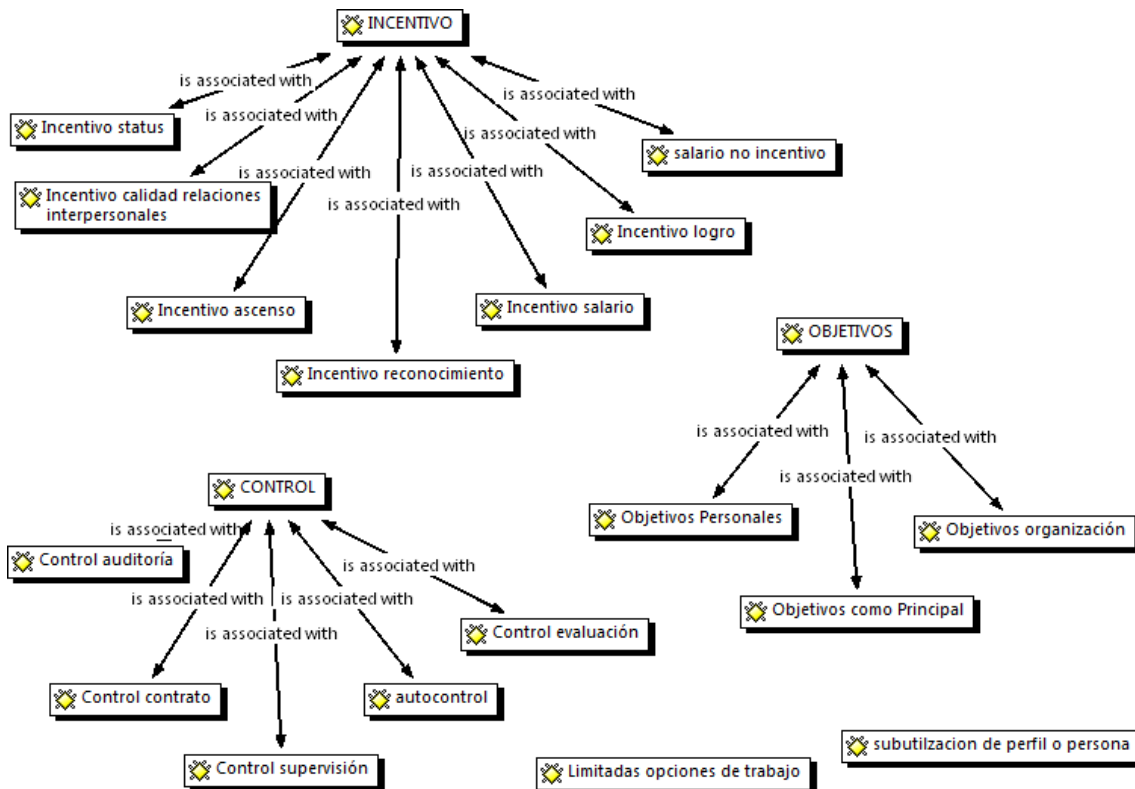 INCENTIVO
is associated with
is associated with
is associated with
is associated with
is associated with
is associated with
is associated with
Incentivo status
salario no incentivo
Incentivo calidad relaciones
interpersonales
Incentivo logro
Incentivo ascenso
Incentivo salario
Incentivo reconocimiento
OBJETIVOS
is associated with
is associated with
is associated with
Objetivos Personales
Objetivos organización
Objetivos como Principal
CONTROL
is associated with
is associated with
is associated with
is associated with
is associated with
Control auditoría
Control evaluación
Control contrato
autocontrol
Control supervisión
Limitadas opciones de trabajo
subutilzacion de perfil o persona